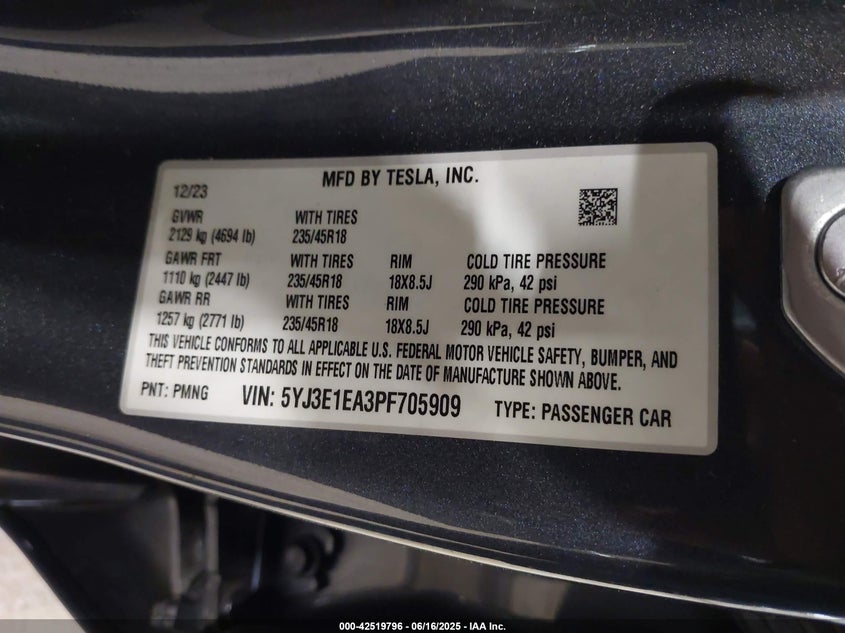 12/23
MFD BY TESLA, INC.
GVWR WITH TIRES
2129 kg (4694 lb) 235/45R18
GAWR FRT WITH TIRES RIM COLD TIRE PRESSURE
1110 kg (2447 lb) 235/45R18 18X8.5J 290 kPa, 42 psi
GAWR RR WITH TIRES RIM COLD TIRE PRESSURE
1257 kg (2771 lb) 235/45R18 18X8.5J 290 kPa, 42 psi
THIS VEHICLE CONFORMS TO ALL APPLICABLE U.S. FEDERAL MOTOR VEHICLE SAFETY, BUMPER, AND
THEFT PREVENTION STANDARDS IN EFFECT ON THE DATE OF MANUFACTURE SHOWN ABOVE.
PNT: PMNG VIN: 5YJ3E1EA3PF705909 TYPE: PASSENGER CAR
000-42519796 - 06/16/2025 - IAA Inc.